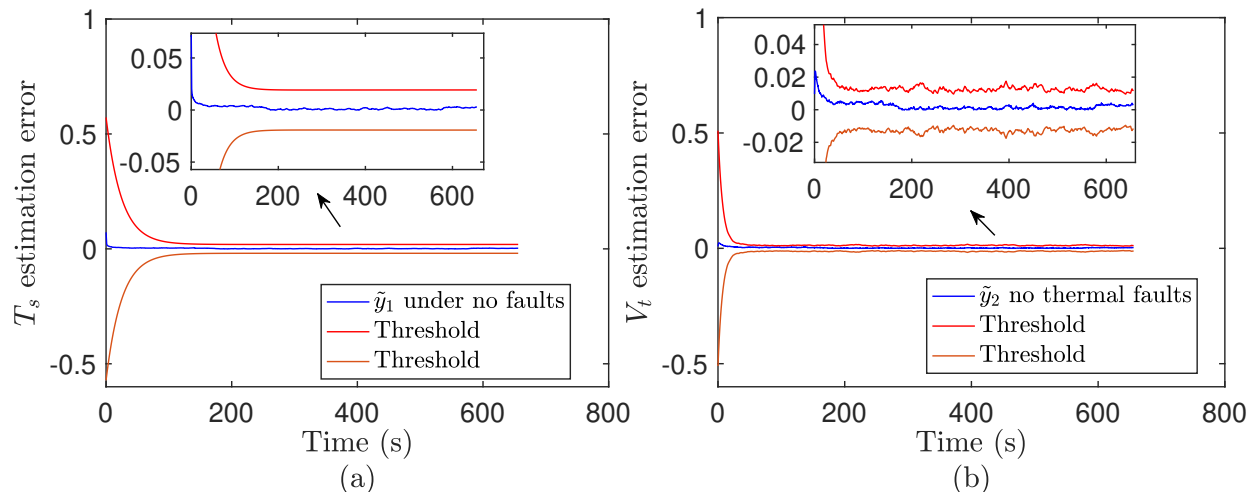 1
0.5
0
-0.5
T_s estimation error
0.05
0
-0.05
0 200 400 600
ỹ₁ under no faults
Threshold
Threshold
0 200 400 600 800
Time (s)
(a)
1
0.5
0
-0.5
V_t estimation error
0.04
0.02
0
-0.02
0 200 400 600
ỹ₂ no thermal faults
Threshold
Threshold
0 200 400 600 800
Time (s)
(b)